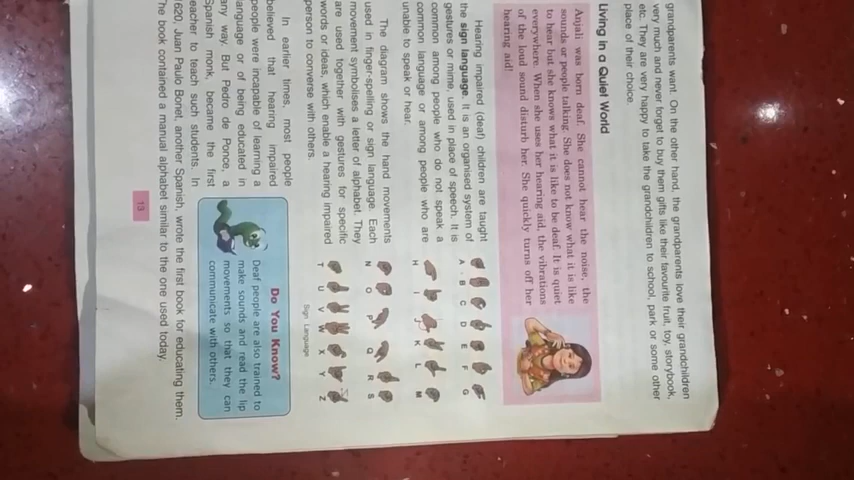 grandparents want. On the other hand, the grandparents love their grandchildren
very much and never forget to buy them gifts like their favourite fruit, toy, storybook,
etc. They are very happy to take the grandchildren to school, park or some other
place of their choice.
Living in a Quiet World
Anjali was born deaf. She cannot hear the noise, the
sounds or people talking. She does not know what it is like
to hear but she knows what it is like to be deaf. It is quiet
everywhere. When she uses her hearing aid, the vibrations
of the loud sound disturb her. She quickly turns off her
hearing aid!
Hearing impaired (deaf) children are taught
the sign language. It is an organised system of
gestures or mime, used in place of speech. It is
common among people who do not speak a
common language or among people who are
unable to speak or hear.
The diagram shows the hand movements
used in finger-spelling or sign language. Each
movement symbolises a letter of alphabet. They
are used together with gestures for specific
words or ideas, which enable a hearing impaired
person to converse with others.
A B C D E F G
H I J K L M
N O P Q R S
T U V W X Y Z
Sign Language
In earlier times, most people
believed that hearing impaired
people were incapable of learning a
language or of being educated in
any way. But Pedro de Ponce, a
Spanish monk, became the first
teacher to teach such students. In
1620, Juan Paulo Bonet, another Spanish, wrote the first book for educating them.
The book contained a manual alphabet similar to the one used today.
Do You Know?
Deaf people are also trained to
make sounds and read the lip
movements so that they can
communicate with others.
13